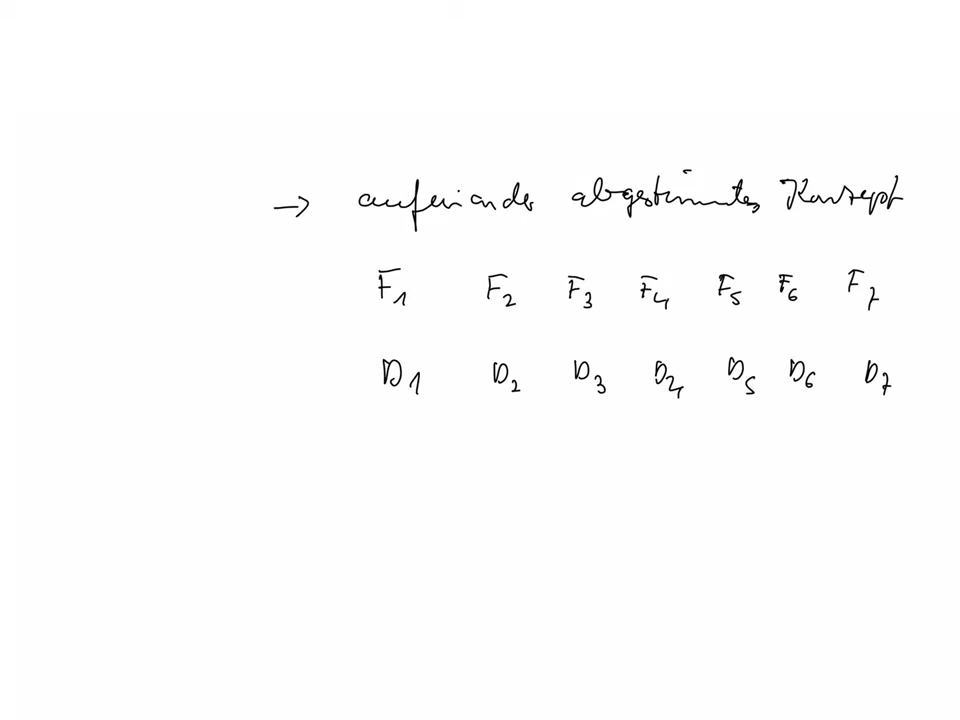 → aufeinander abgestimmtes Konzept
F₁ F₂ F₃ F₄ F₅ F₆ F₇
D₁ D₂ D₃ D₄ D₅ D₆ D₇